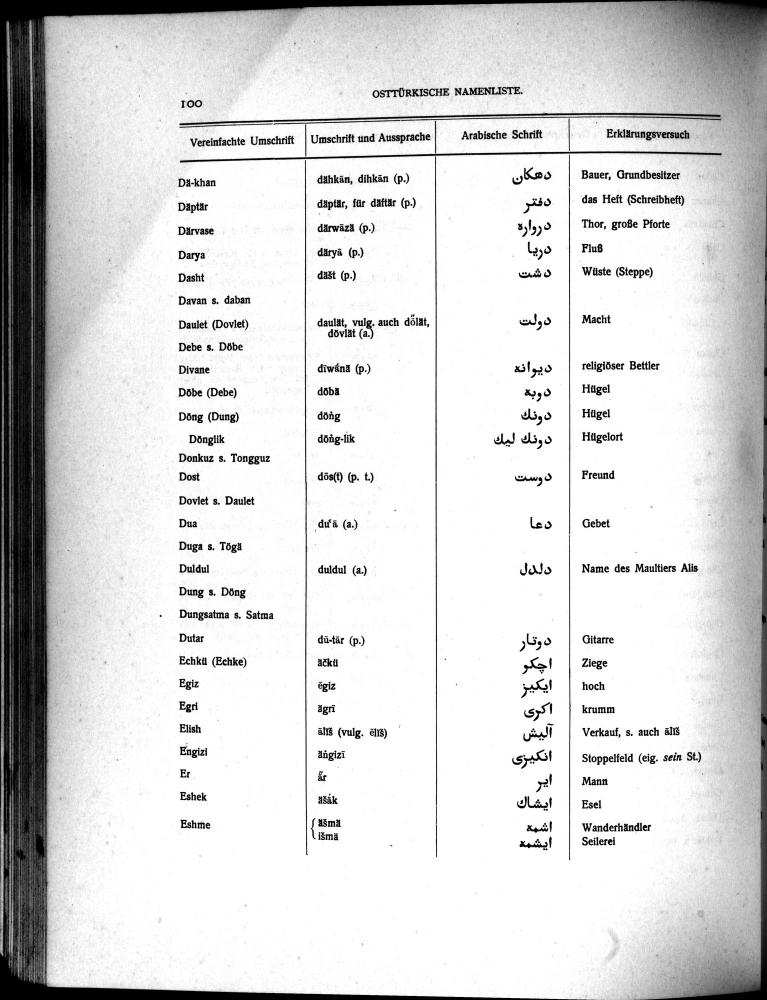 100
OSTTÜRKISCHE NAMENLISTE.
Vereinfachte Umschrift Umschrift und Aussprache Arabische Schrift Erklärungsversuch
Dä-khan dähkān, dihkān (p.) دهكان Bauer, Grundbesitzer
Däptär däptär, für däftär (p.) دفتر das Heft (Schreibheft)
Därvase därwāzä (p.) دروازه Thor, große Pforte
Darya däryā (p.) دريا Fluß
Dasht däšt (p.) دشت Wüste (Steppe)
Davan s. daban
Daulet (Dovlet) daulät, vulg. auch dō̈lät, دولت Macht
dövlät (a.)
Debe s. Döbe
Divane dīwānä (p.) ديوانه religiöser Bettler
Döbe (Debe) döbä دوبه Hügel
Döng (Dung) döṅg دونك Hügel
Dönglik döṅg-lik دونك ليك Hügelort
Donkuz s. Tongguz
Dost dōs(t) (p. t.) دوست Freund
Dovlet s. Daulet
Dua duʿā (a.) دعا Gebet
Duga s. Tögä
Duldul duldul (a.) دلدل Name des Maultiers Alis
Dung s. Döng
Dungsatma s. Satma
Dutar dū-tār (p.) دوتار Gitarre
Echkü (Echke) äčkü اچكو Ziege
Egiz ēgiz ايكيز hoch
Egri ägrī اكرى krumm
Elish ālīš (vulg. ēlīš) آليش Verkauf, s. auch ālīš
Engizi äṅgizī انكيزى Stoppelfeld (eig. sein St.)
Er ǟr اير Mann
Eshek äšäk ايشاك Esel
Eshme äšmä اشمه Wanderhändler
išmä ايشمه Seilerei